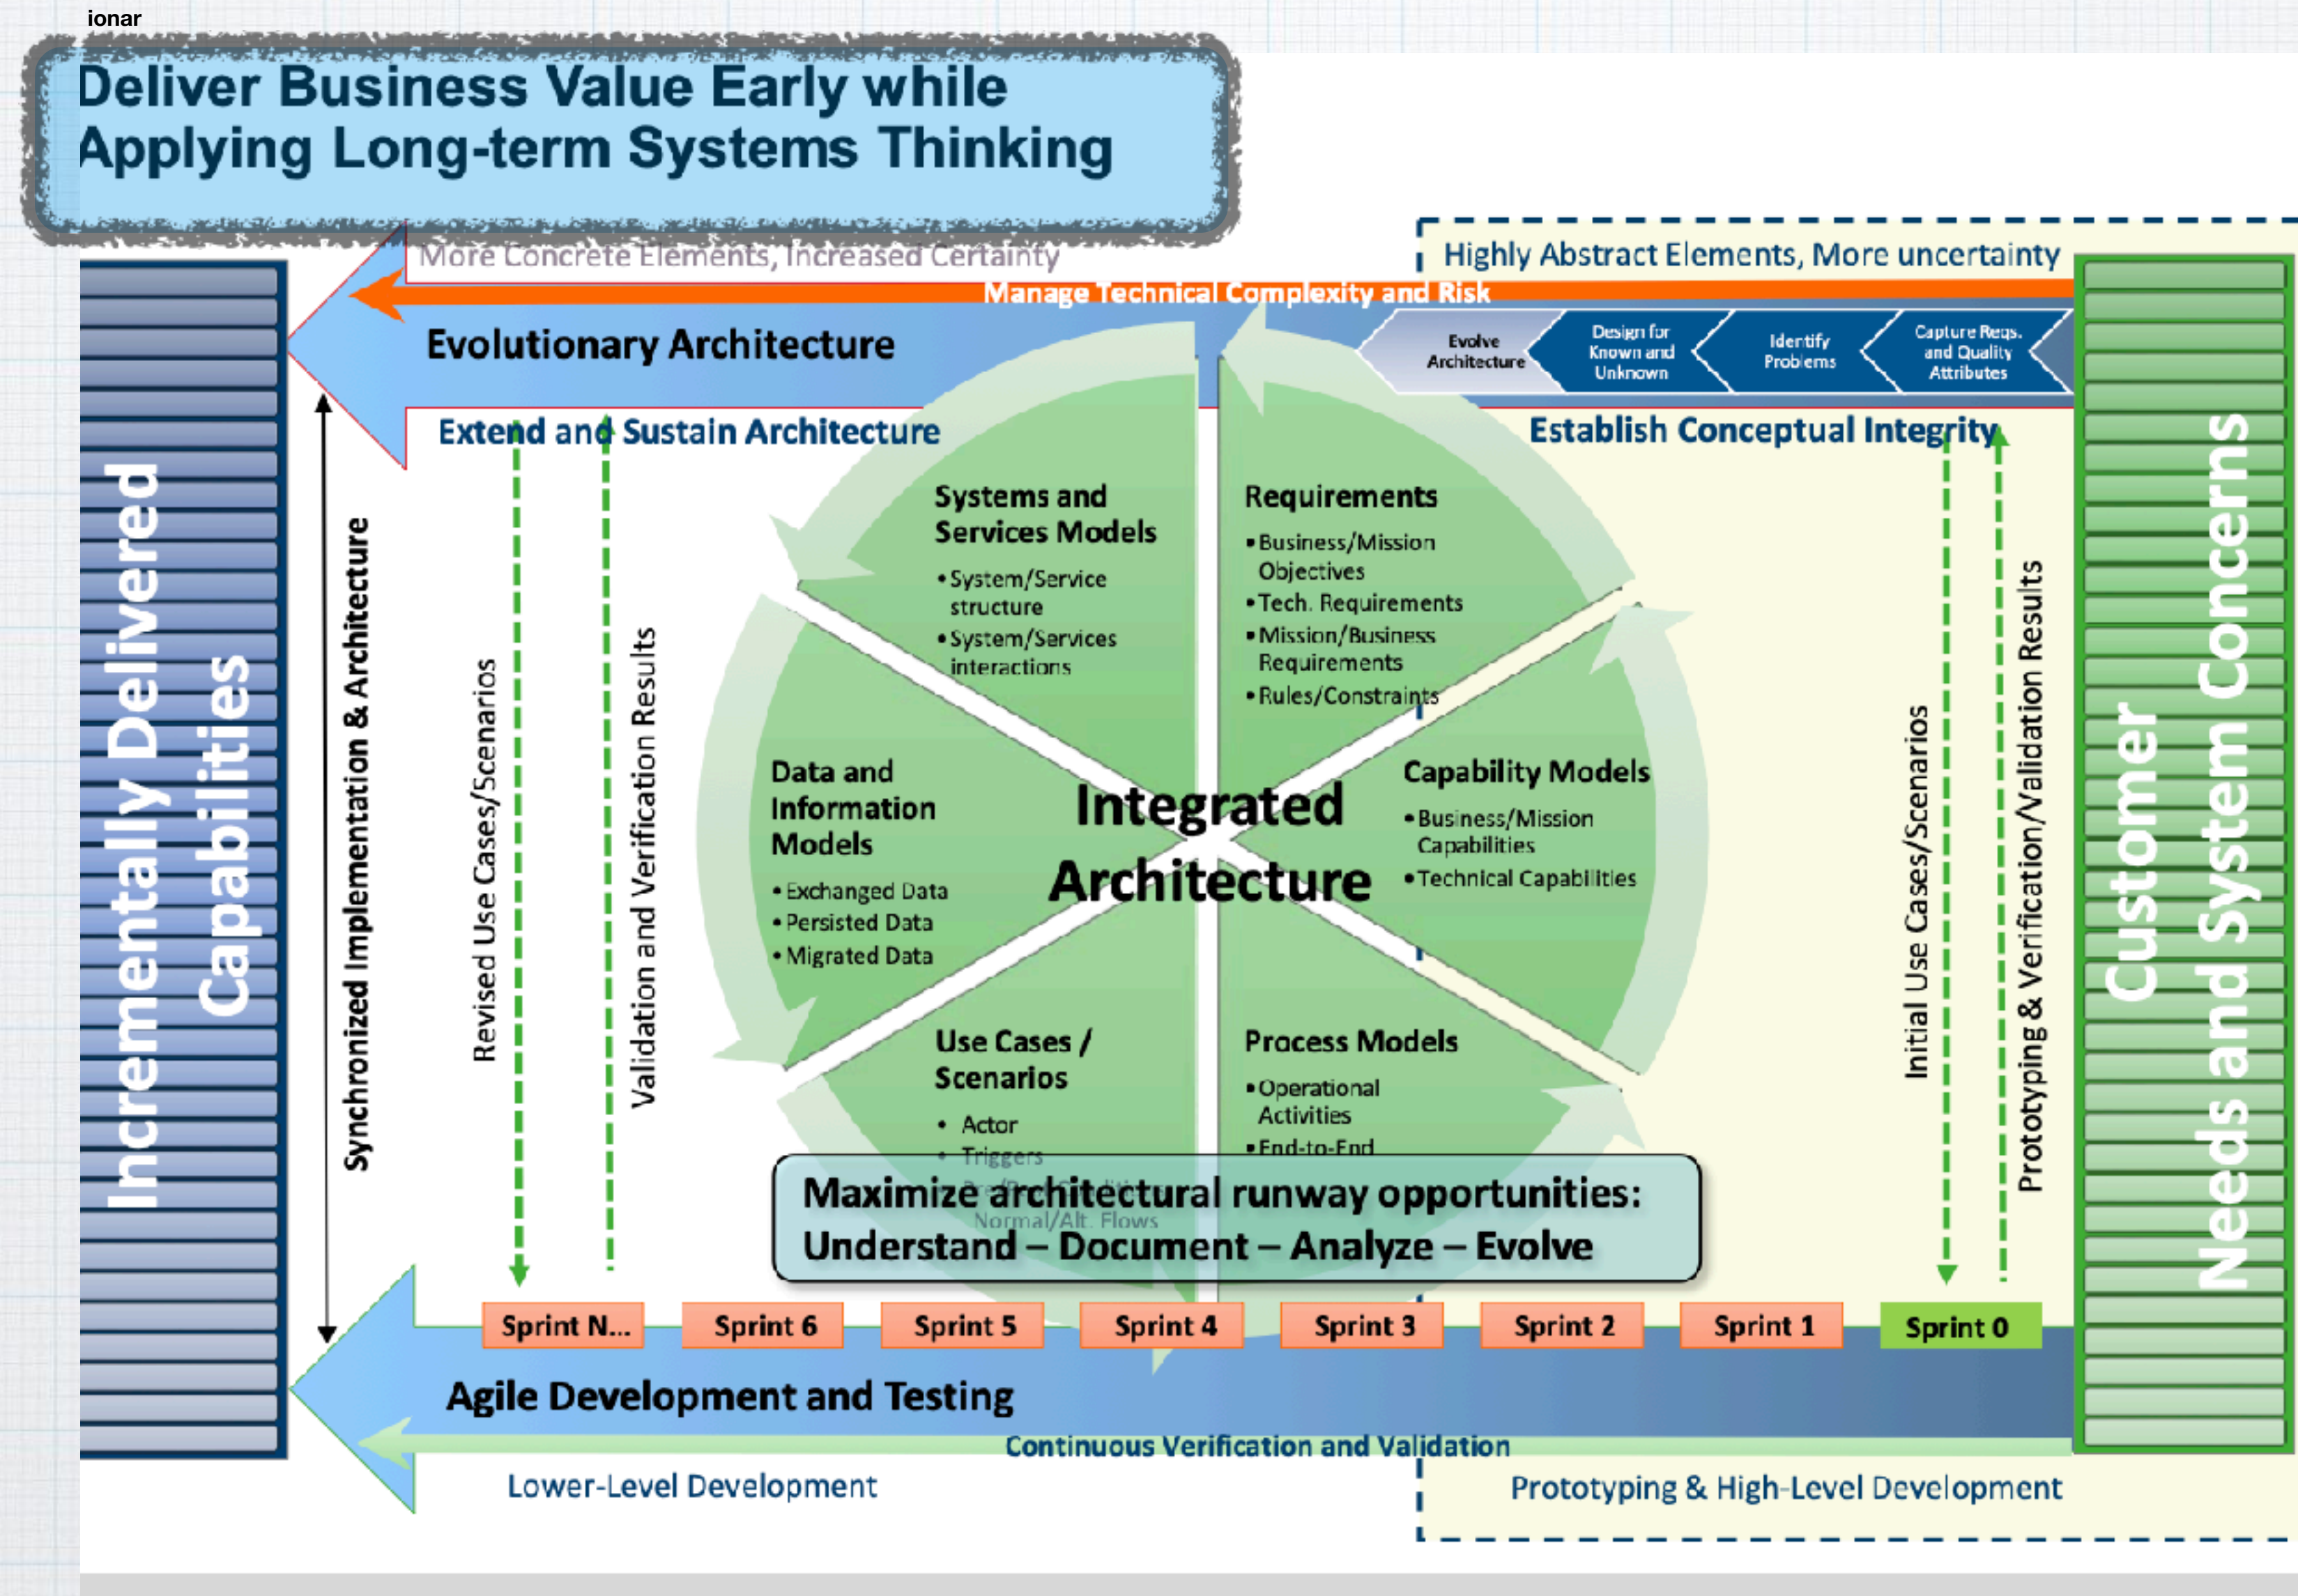 ionar
Deliver Business Value Early while
Applying Long-term Systems Thinking
More Concrete Elements, Increased Certainty
Highly Abstract Elements, More uncertainty
Manage Technical Complexity and Risk
Evolutionary Architecture
Evolve
Architecture
Design for
Known and
Unknown
Identify
Problems
Capture Reqs.
and Quality
Attributes
Extend and Sustain Architecture
Establish Conceptual Integrity
Incrementally Delivered
Capabilities
Synchronized Implementation & Architecture
Revised Use Cases/Scenarios
Validation and Verification Results
Systems and
Services Models
•System/Service
structure
•System/Services
interactions
Requirements
▪Business/Mission
Objectives
•Tech. Requirements
▪Mission/Business
Requirements
•Rules/Constraints
Data and
Information
Models
•Exchanged Data
•Persisted Data
•Migrated Data
Integrated
Architecture
Capability Models
•Business/Mission
Capabilities
•Technical Capabilities
Use Cases /
Scenarios
• Actor
• Triggers
• Pre/Post Conditions
Normal/Alt. Flows
Process Models
▪Operational
Activities
▪End-to-End
Maximize architectural runway opportunities:
Understand – Document – Analyze – Evolve
Initial Use Cases/Scenarios
Prototyping & Verification/Validation Results
Customer
Needs and System Concerns
Sprint N...
Sprint 6
Sprint 5
Sprint 4
Sprint 3
Sprint 2
Sprint 1
Sprint 0
Agile Development and Testing
Continuous Verification and Validation
Lower-Level Development
Prototyping & High-Level Development